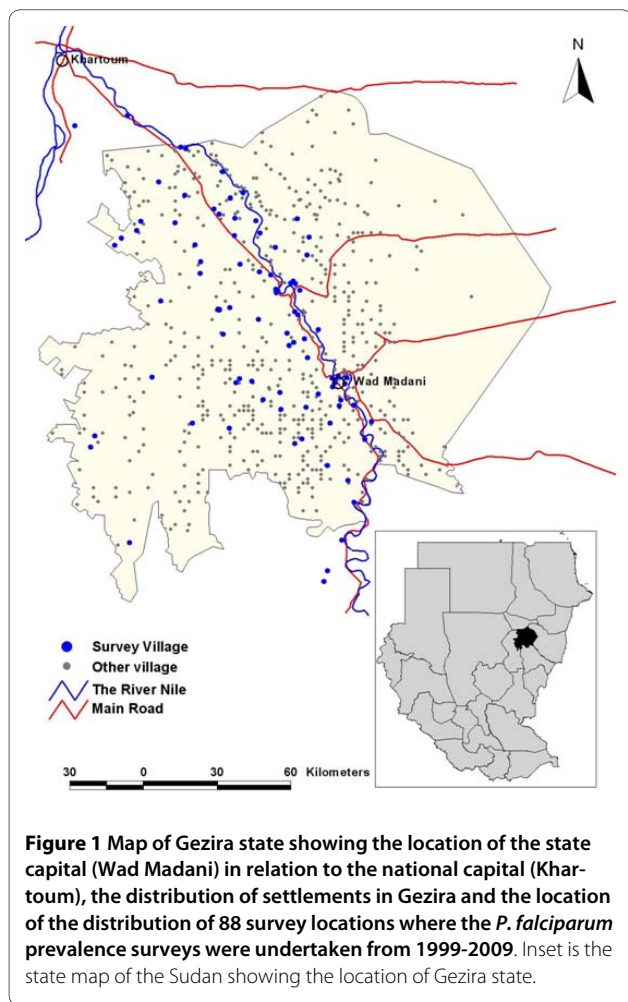 Khartoum
N
Wad Madani
Survey Village
Other village
The River Nile
Main Road
30 0 30 60 Kilometers
Figure 1 Map of Gezira state showing the location of the state
capital (Wad Madani) in relation to the national capital (Khar-
toum), the distribution of settlements in Gezira and the location
of the distribution of 88 survey locations where the P. falciparum
prevalence surveys were undertaken from 1999-2009. Inset is the
state map of the Sudan showing the location of Gezira state.